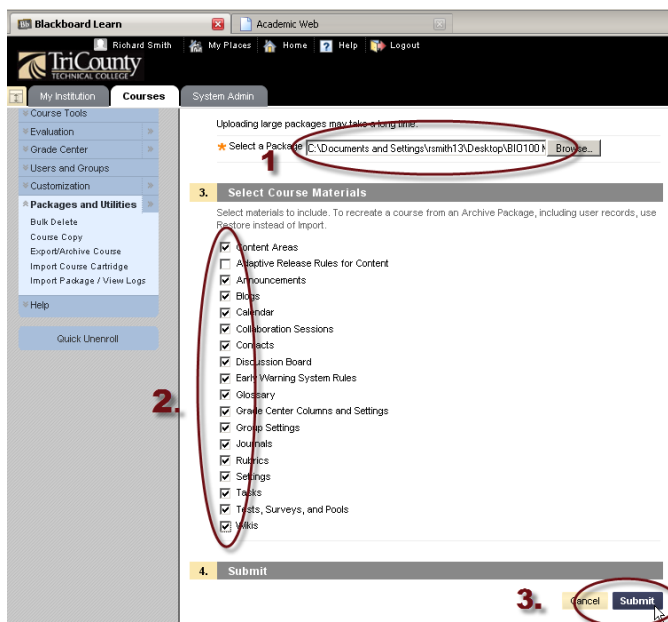 Blackboard Learn
Academic Web
Richard Smith
My Places
Home
? Help
Logout
TriCounty
TECHNICAL COLLEGE
My Institution
Courses
System Admin
Course Tools
Evaluation
Grade Center
Users and Groups
Customization
Packages and Utilities
Bulk Delete
Course Copy
Export/Archive Course
Import Course Cartridge
Import Package / View Logs
Help
Quick Unenroll
Uploading large packages may take a long time.
Select a Package C:\Documents and Settings\rsmith13\Desktop\BIO100 Browse...
1
3. Select Course Materials
Select materials to include. To recreate a course from an Archive Package, including user records, use
Restore instead of Import.
Content Areas
Adaptive Release Rules for Content
Announcements
Blogs
Calendar
Collaboration Sessions
Contacts
Discussion Board
Early Warning System Rules
Glossary
2.
Grade Center Columns and Settings
Group Settings
Journals
Rubrics
Settings
Tasks
Tests, Surveys, and Pools
Wikis
4. Submit
3.
Cancel
Submit